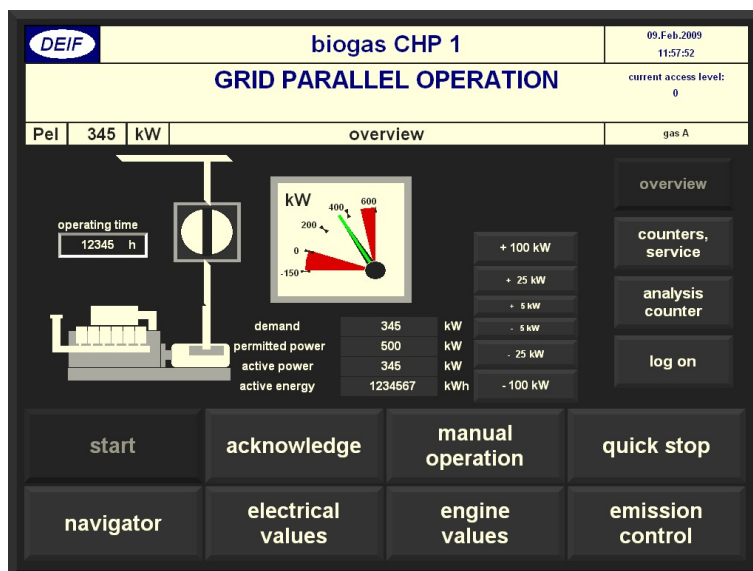 DEIF
biogas CHP 1
09.Feb.2009
11:57:52
GRID PARALLEL OPERATION
current access level:
0
Pel 345 kW
overview
gas A
operating time
12345 h
kW
-150
0
200
400
600
demand 345 kW
permitted power 500 kW
active power 345 kW
active energy 1234567 kWh
+ 100 kW
+ 25 kW
+ 5 kW
- 5 kW
- 25 kW
- 100 kW
overview
counters,
service
analysis
counter
log on
start
acknowledge
manual
operation
quick stop
navigator
electrical
values
engine
values
emission
control